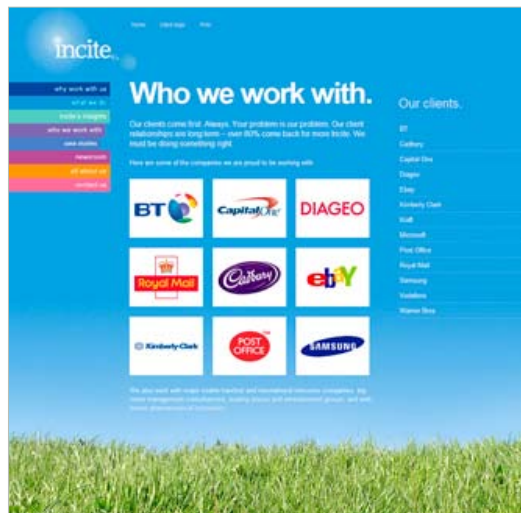 Home
Print
incite
why work with us
what we do
incite's insights
who we work with
case studies
newsroom
all about us
contact us
Who we work with.
Our clients come first. Always. Your problem is our problem. Our client
relationships are long term – over 80% come back for more Incite. We
must be doing something right.
Here are some of the companies we are proud to be working with
BT
Capital One
DIAGEO
Royal Mail
Cadbury
ebay
Kimberly-Clark
POST
OFFICE
SAMSUNG
Our clients.
BT
Cadbury
Capital One
Diageo
Ebay
Kimberly Clark
Kraft
Microsoft
Post Office
Royal Mail
Samsung
Vodafone
Warner Bros